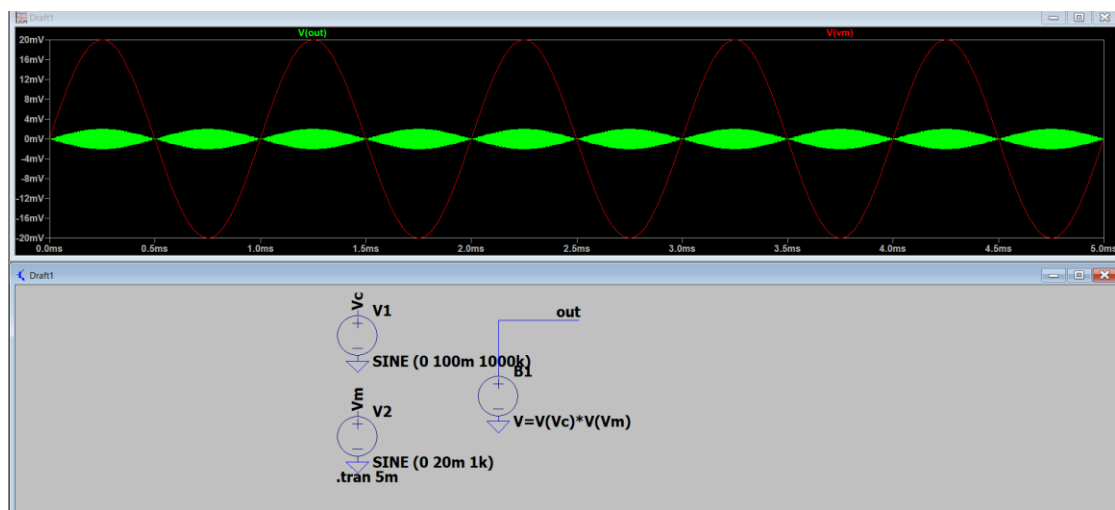 Draft1
V(out) V(vm)
20mV
16mV
12mV
8mV
4mV
0mV
-4mV
-8mV
-12mV
-16mV
-20mV
0.0ms 0.5ms 1.0ms 1.5ms 2.0ms 2.5ms 3.0ms 3.5ms 4.0ms 4.5ms 5.0ms
Draft1
Vc
V1
SINE (0 100m 1000k)
out
B1
V=V(Vc)*V(Vm)
Vm
V2
SINE (0 20m 1k)
.tran 5m